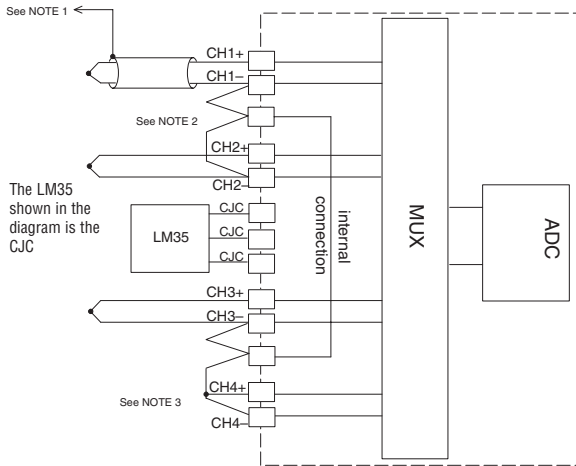 See NOTE 1
CH1+
CH1–
See NOTE 2
CH2+
CH2–
The LM35
shown in the
diagram is the
CJC
LM35
CJC
CJC
CJC
internal
connection
MUX
ADC
CH3+
CH3–
See NOTE 3
CH4+
CH4–